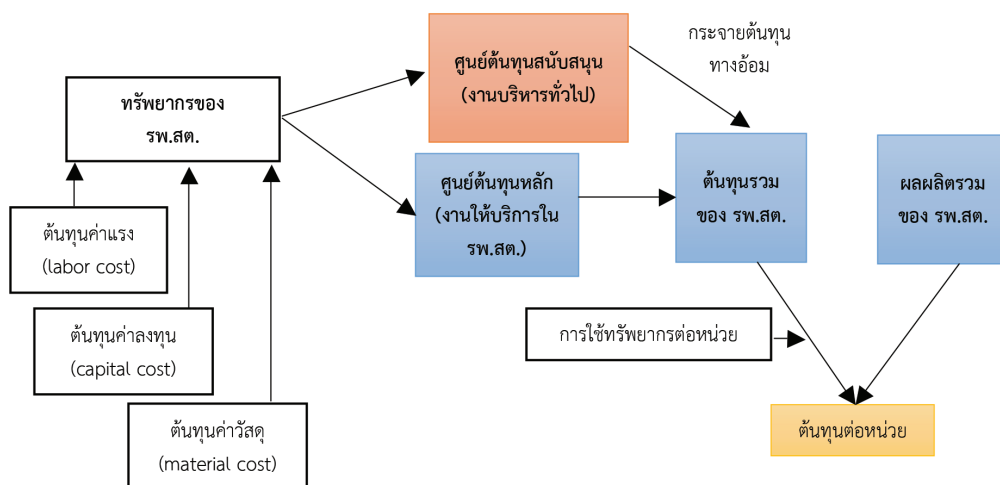 กระจายต้นทุน
ทางอ้อม
ศูนย์ต้นทุนสนับสนุน
(งานบริหารทั่วไป)
ทรัพยากรของ
รพ.สต.
ศูนย์ต้นทุนหลัก
(งานให้บริการใน
รพ.สต.)
ต้นทุนรวม
ของ รพ.สต.
ผลผลิตรวม
ของ รพ.สต.
ต้นทุนค่าแรง
(labor cost)
ต้นทุนค่าลงทุน
(capital cost)
การใช้ทรัพยากรต่อหน่วย
ต้นทุนค่าวัสดุ
(material cost)
ต้นทุนต่อหน่วย